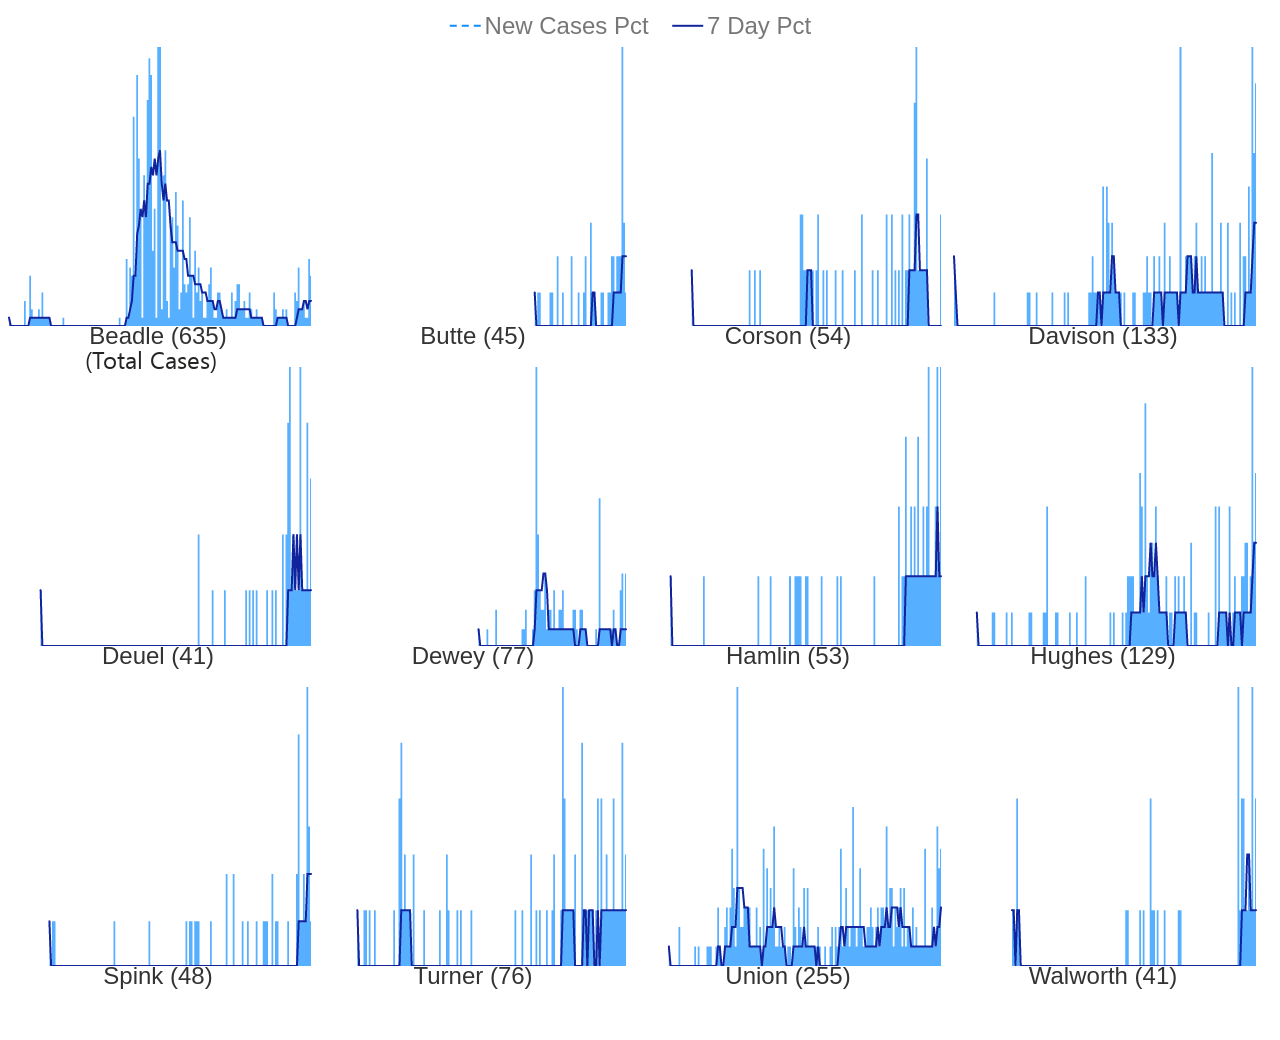 New Cases Pct 7 Day Pct
Beadle (635) Butte (45) Corson (54) Davison (133)
(Total Cases)
Deuel (41) Dewey (77) Hamlin (53) Hughes (129)
Spink (48) Turner (76) Union (255) Walworth (41)